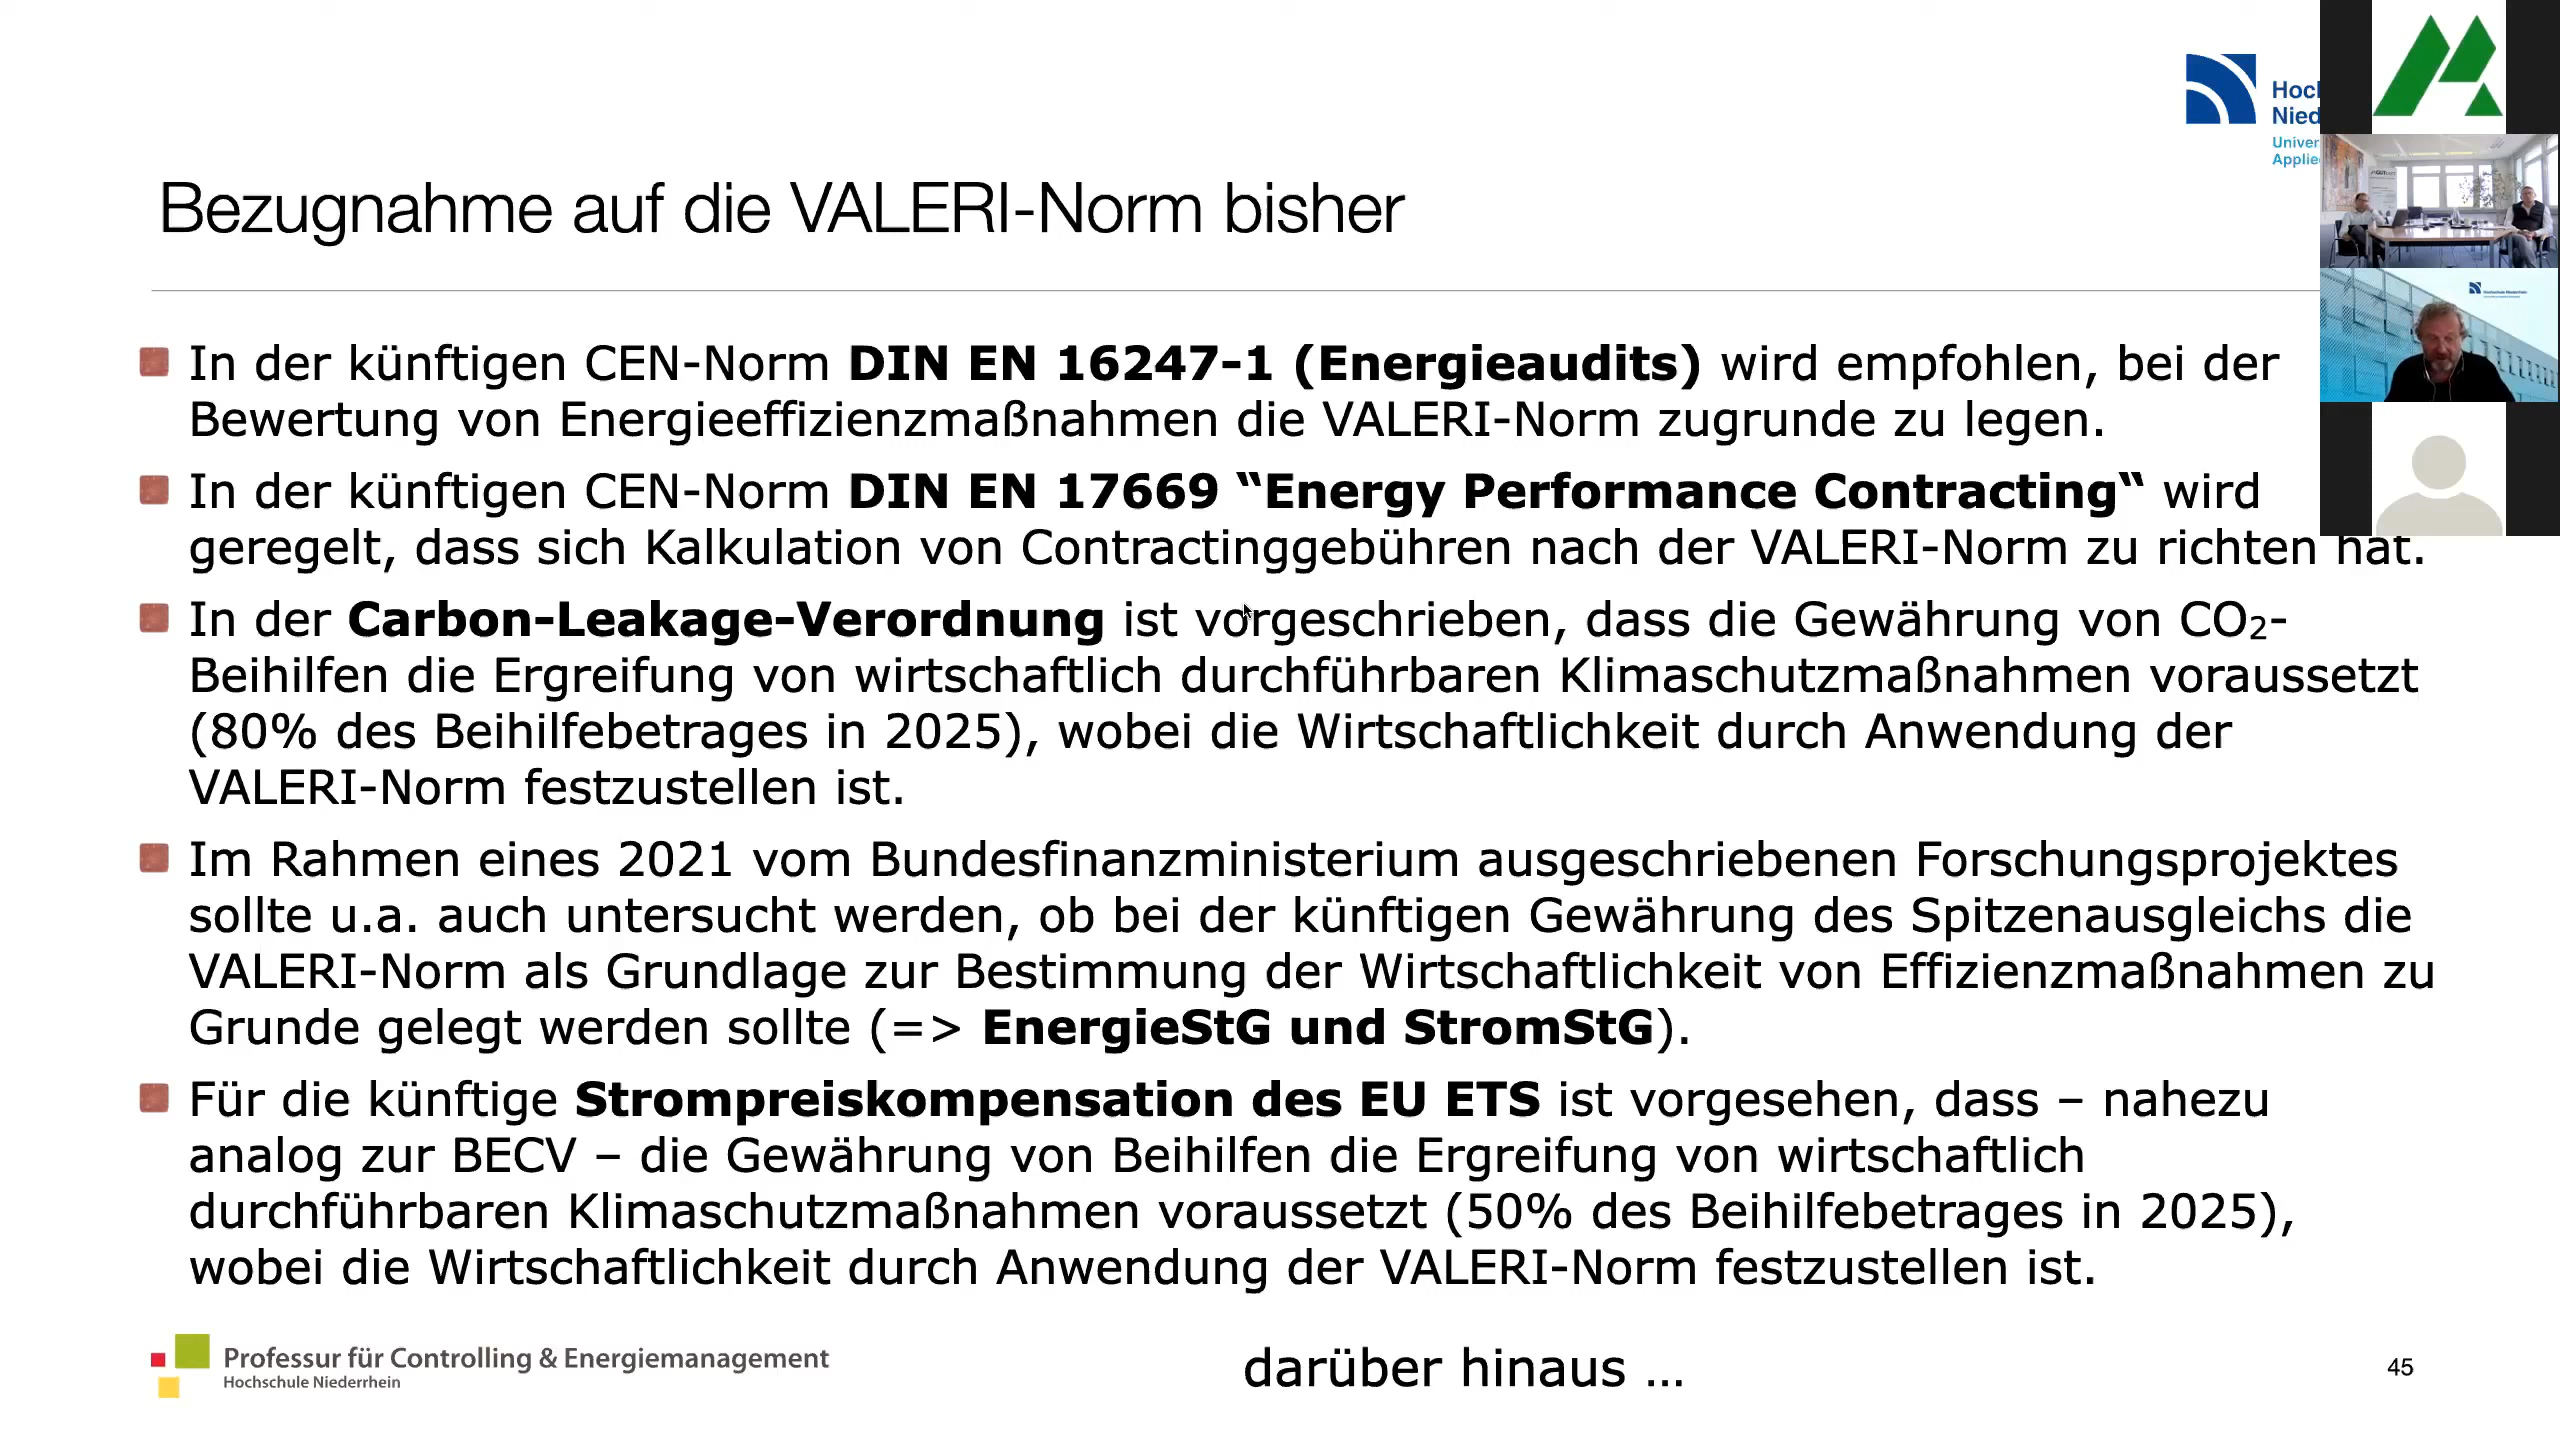 Hoc
Nied
Univer
Applie
Bezugnahme auf die VALERI-Norm bisher
In der künftigen CEN-Norm DIN EN 16247-1 (Energieaudits) wird empfohlen, bei der
Bewertung von Energieeffizienzmaßnahmen die VALERI-Norm zugrunde zu legen.
In der künftigen CEN-Norm DIN EN 17669 “Energy Performance Contracting“ wird
geregelt, dass sich Kalkulation von Contractinggebühren nach der VALERI-Norm zu richten hat.
In der Carbon-Leakage-Verordnung ist vorgeschrieben, dass die Gewährung von CO₂-
Beihilfen die Ergreifung von wirtschaftlich durchführbaren Klimaschutzmaßnahmen voraussetzt
(80% des Beihilfebetrages in 2025), wobei die Wirtschaftlichkeit durch Anwendung der
VALERI-Norm festzustellen ist.
Im Rahmen eines 2021 vom Bundesfinanzministerium ausgeschriebenen Forschungsprojektes
sollte u.a. auch untersucht werden, ob bei der künftigen Gewährung des Spitzenausgleichs die
VALERI-Norm als Grundlage zur Bestimmung der Wirtschaftlichkeit von Effizienzmaßnahmen zu
Grunde gelegt werden sollte (=> EnergieStG und StromStG).
Für die künftige Strompreiskompensation des EU ETS ist vorgesehen, dass – nahezu
analog zur BECV – die Gewährung von Beihilfen die Ergreifung von wirtschaftlich
durchführbaren Klimaschutzmaßnahmen voraussetzt (50% des Beihilfebetrages in 2025),
wobei die Wirtschaftlichkeit durch Anwendung der VALERI-Norm festzustellen ist.
Professur für Controlling & Energiemanagement
Hochschule Niederrhein
darüber hinaus ...
45